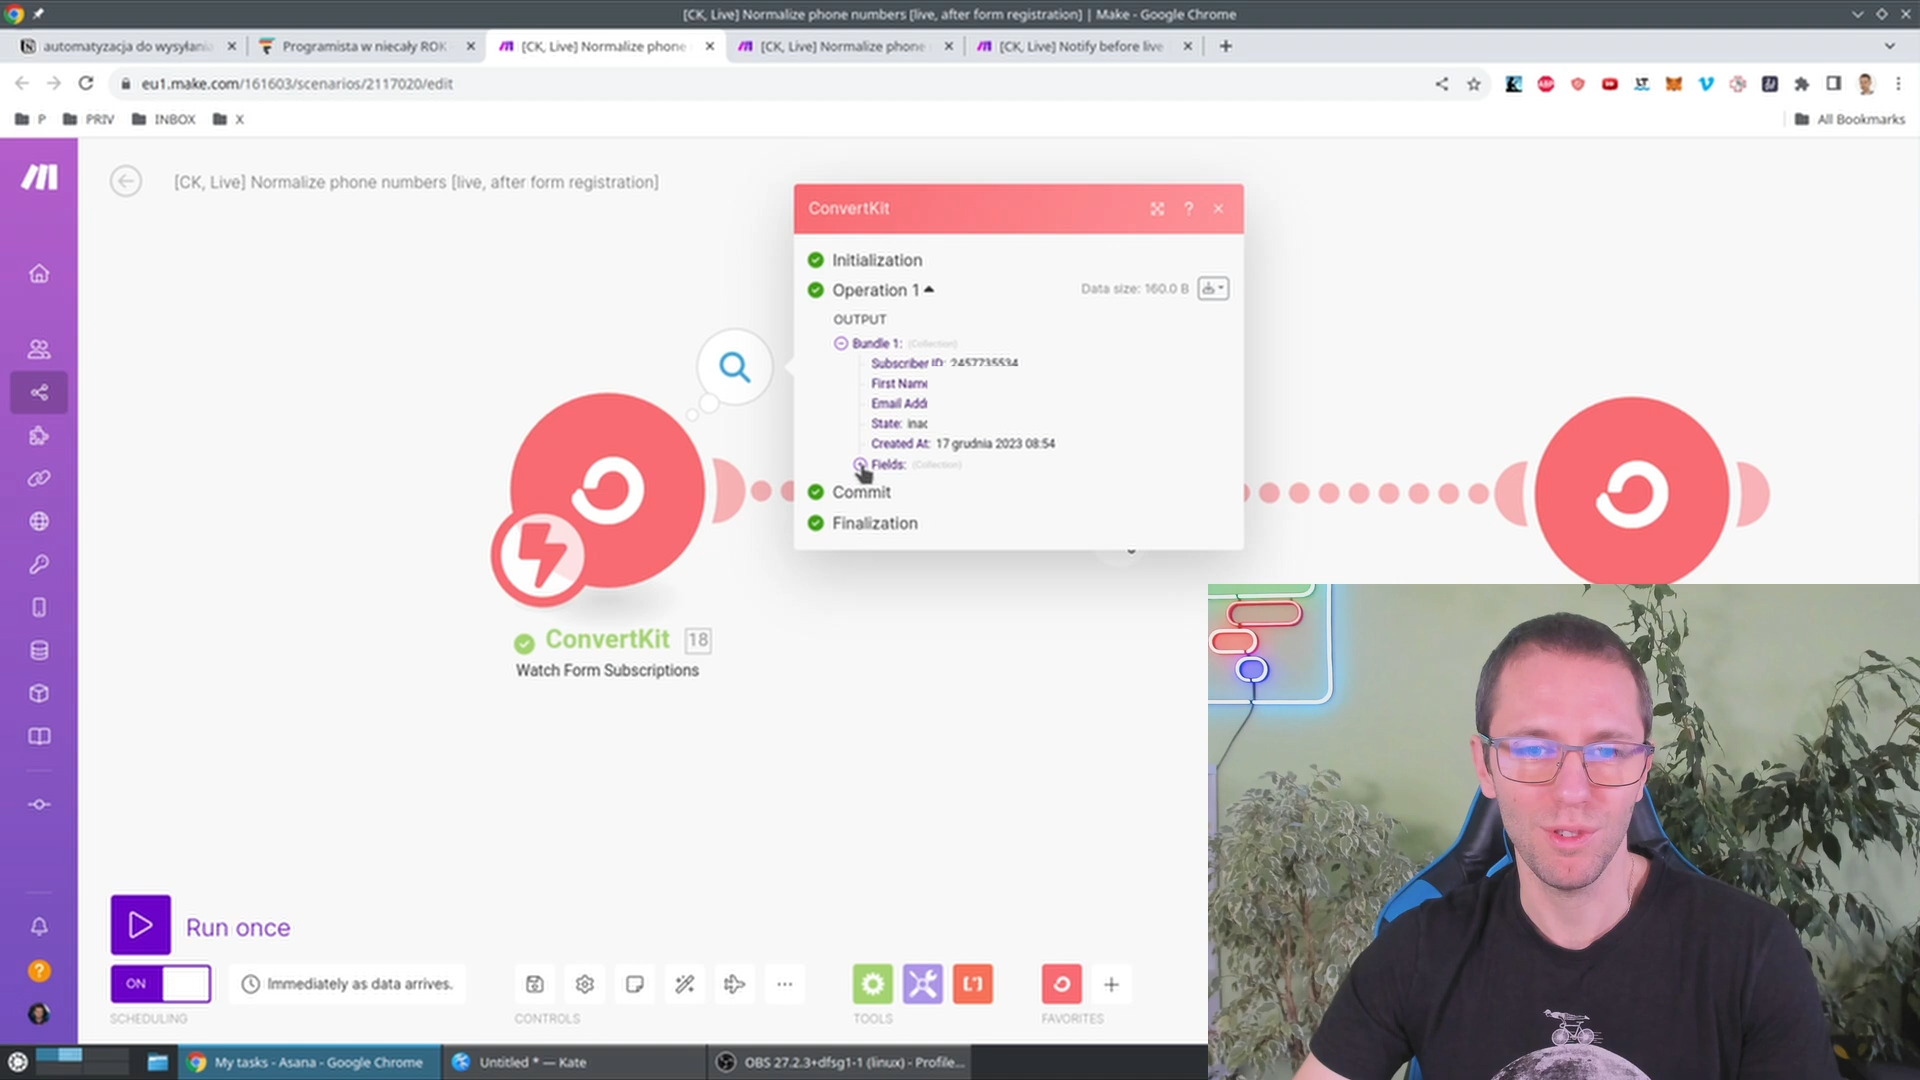 [CK, Live] Normalize phone numbers [live, after form registration] | Make - Google Chrome
automatyzacja do wysyłania
Programista w niecały ROK
[CK, Live] Normalize phone
[CK, Live] Normalize phone
[CK, Live] Notify before live
eu1.make.com/161603/scenarios/2117020/edit
ABP
P
PRIV
INBOX
X
All Bookmarks
[CK, Live] Normalize phone numbers [live, after form registration]
ConvertKit
?
Initialization
Operation 1
Data size: 160.0 B
OUTPUT
Bundle 1: (Collection)
Subscriber ID: 2457735534
First Name
Email Add
State: inac
Created At: 17 grudnia 2023 08:54
Fields: (Collection)
Commit
Finalization
ConvertKit 18
Watch Form Subscriptions
Run once
ON
Immediately as data arrives.
SCHEDULING
CONTROLS
TOOLS
FAVORITES
?
My tasks - Asana - Google Chrome
Untitled * — Kate
OBS 27.2.3+dfsg1-1 (linux) - Profile...